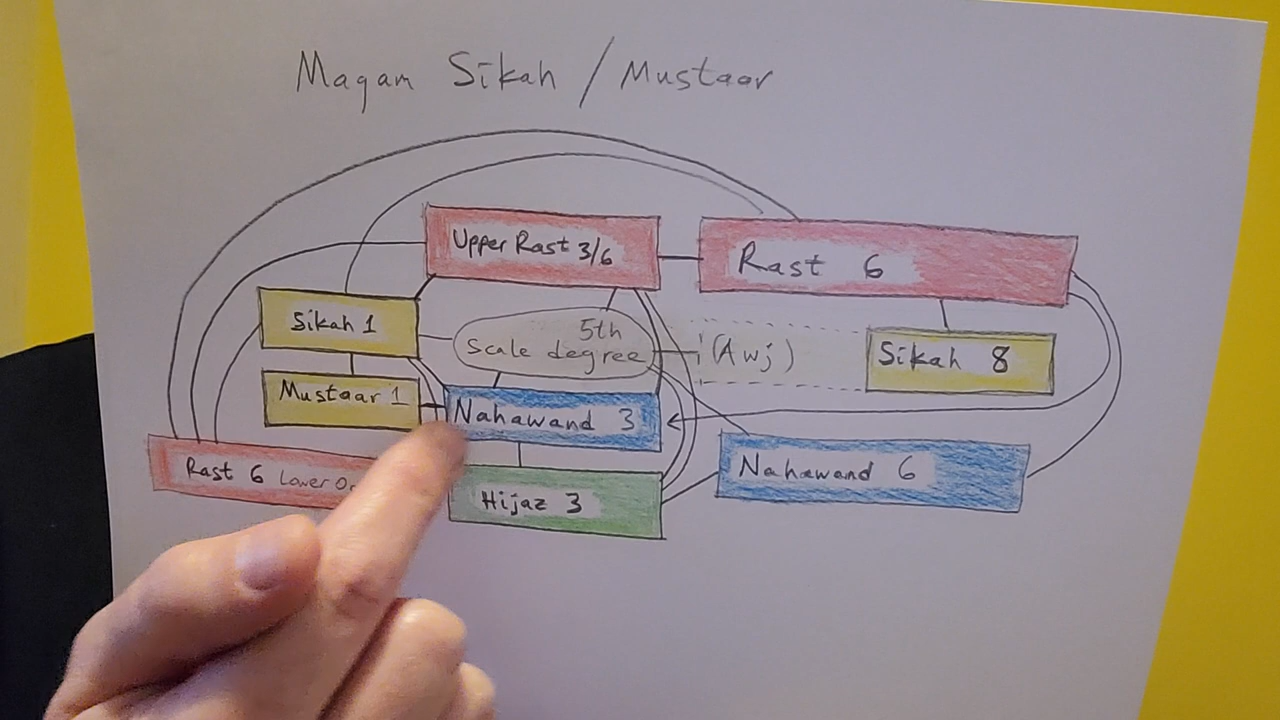 Maqam Sikah / Mustaar
Upper Rast 3/6
Rast 6
Sikah 1
5th
scale degree
(Awj)
Sikah 8
Mustaar 1
Nahawand 3
Nahawand 6
Rast 6 Lower
Hijaz 3